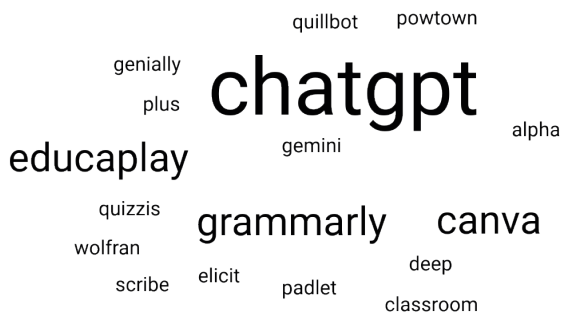 quillbot powtown
genially
chatgpt
plus
alpha
gemini
educaplay
quizzis
grammarly
canva
wolfran
deep
elicit
scribe
padlet
classroom